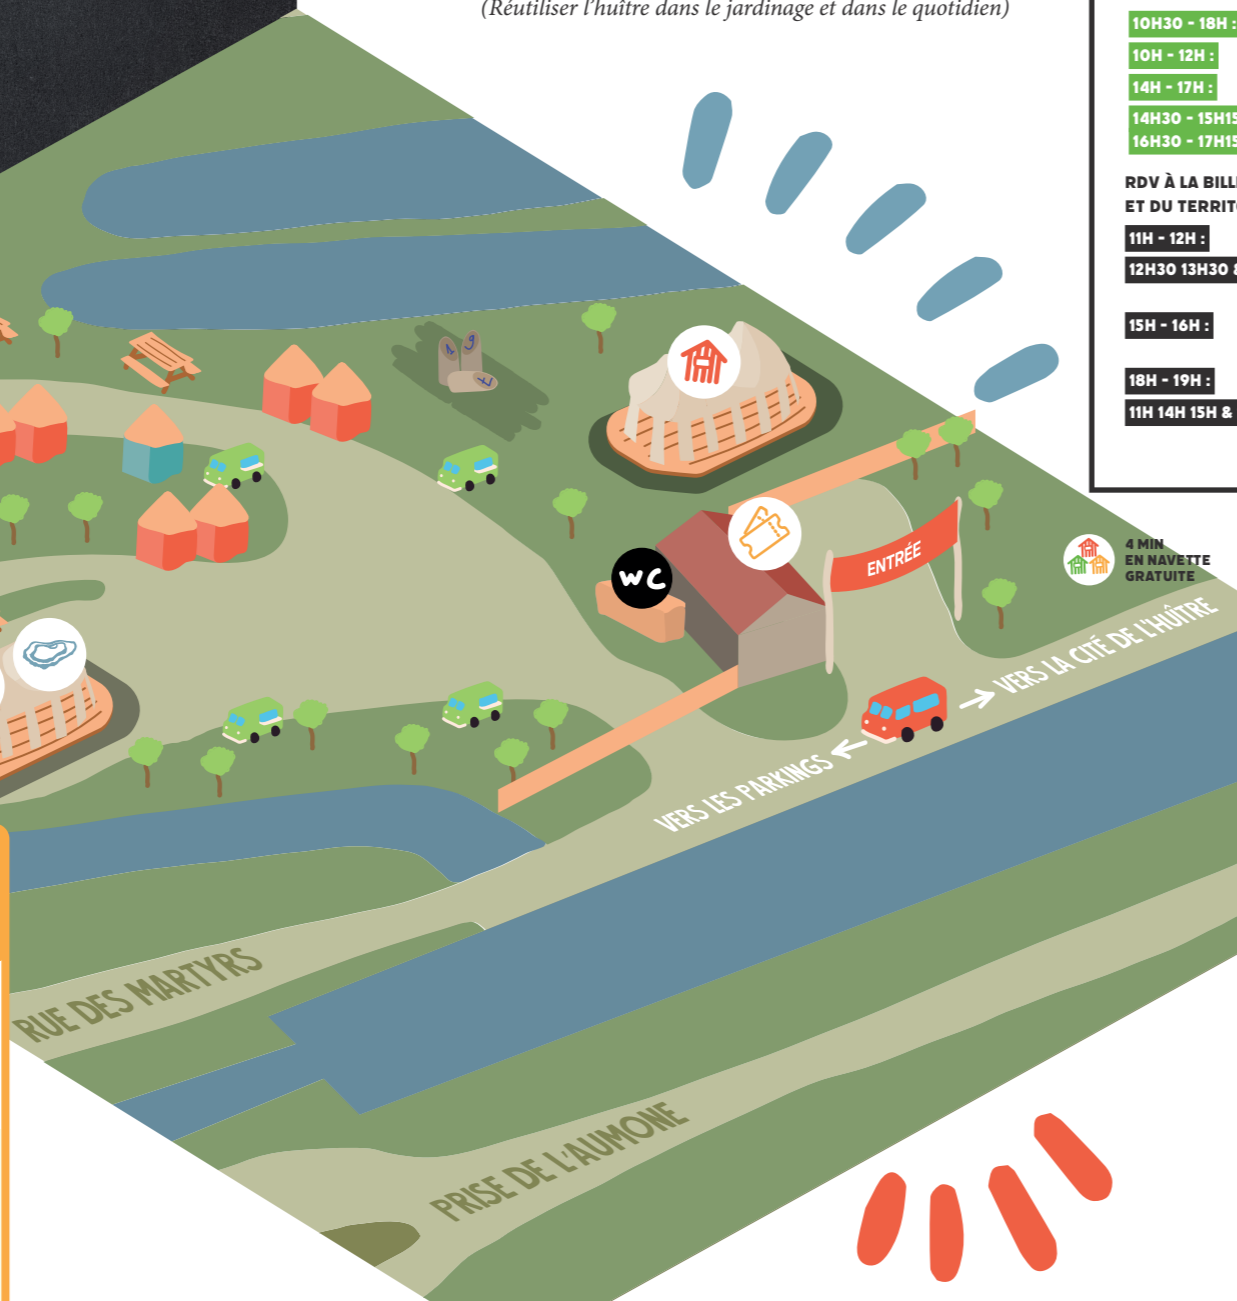 (Réutiliser l'huître dans le jardinage et dans le quotidien)
10H30 - 18H :
10H - 12H :
14H - 17H :
14H30 - 15H15
16H30 - 17H15
RDV À LA
ET DU
11H - 12H :
12H30 13H30 &
15H - 16H :
18H - 19H :
11H 14H 15H &
WC
ENTRÉE
4 MIN
EN NAVETTE
GRATUITE
VERS LA CITÉ DE L'HUÎTRE
VERS LES PARKINGS
RUE DES MARTYRS
PRISE DE L'AUMONE